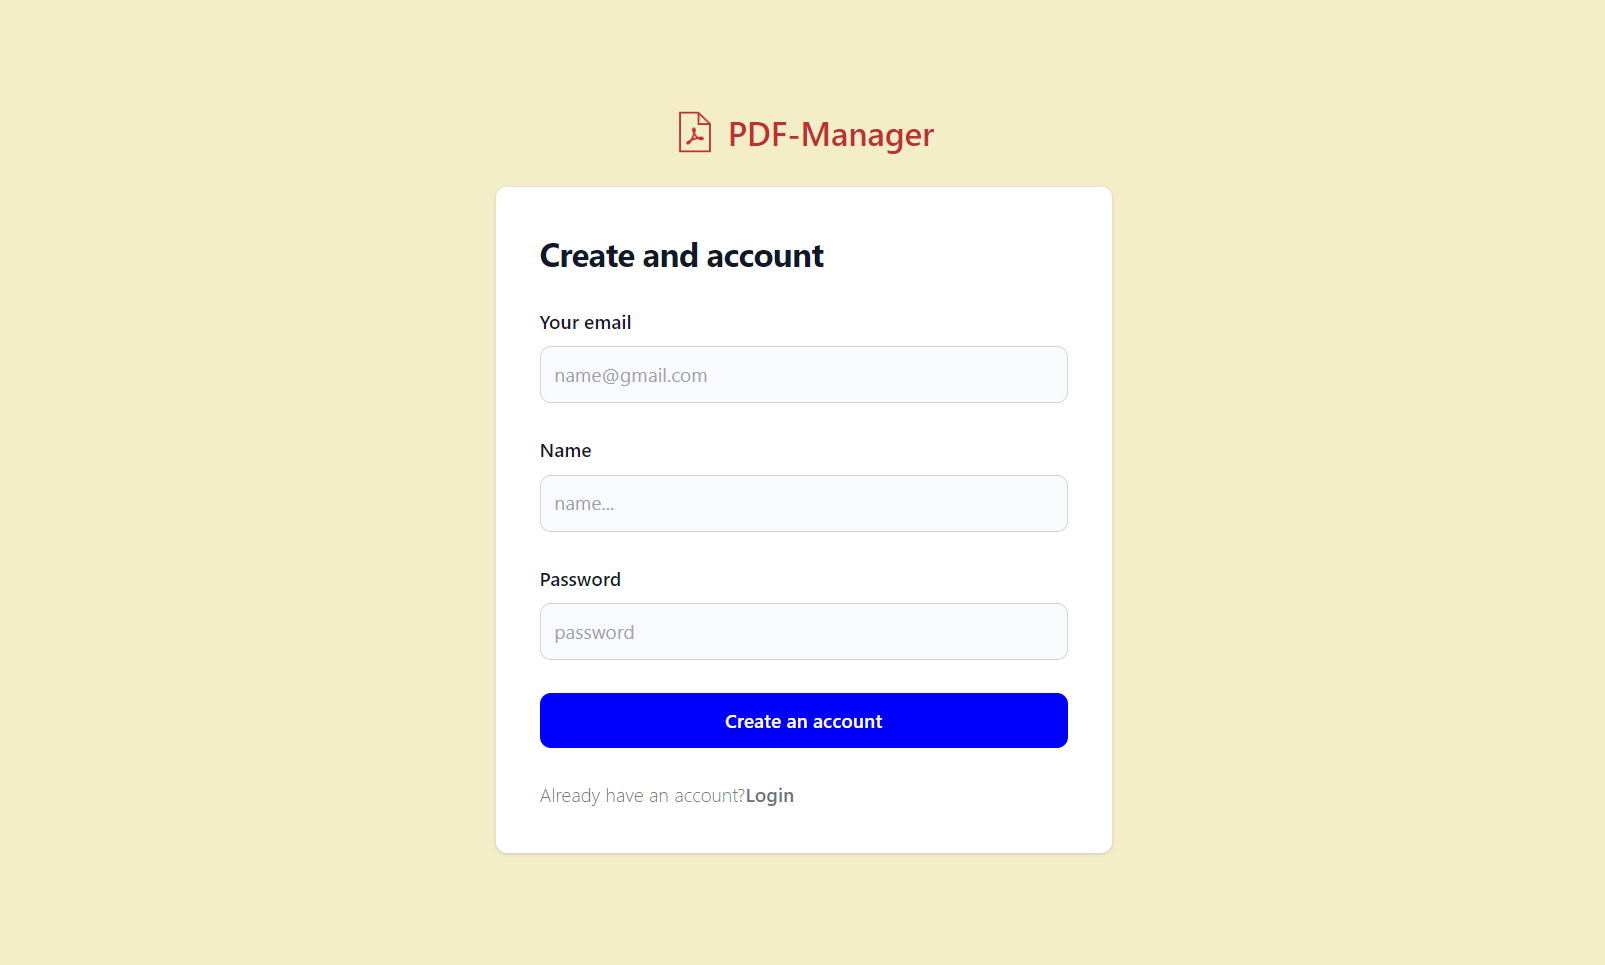 PDF-Manager
Create and account
Your email
name@gmail.com
Name
name...
Password
password
Create an account
Already have an account?Login